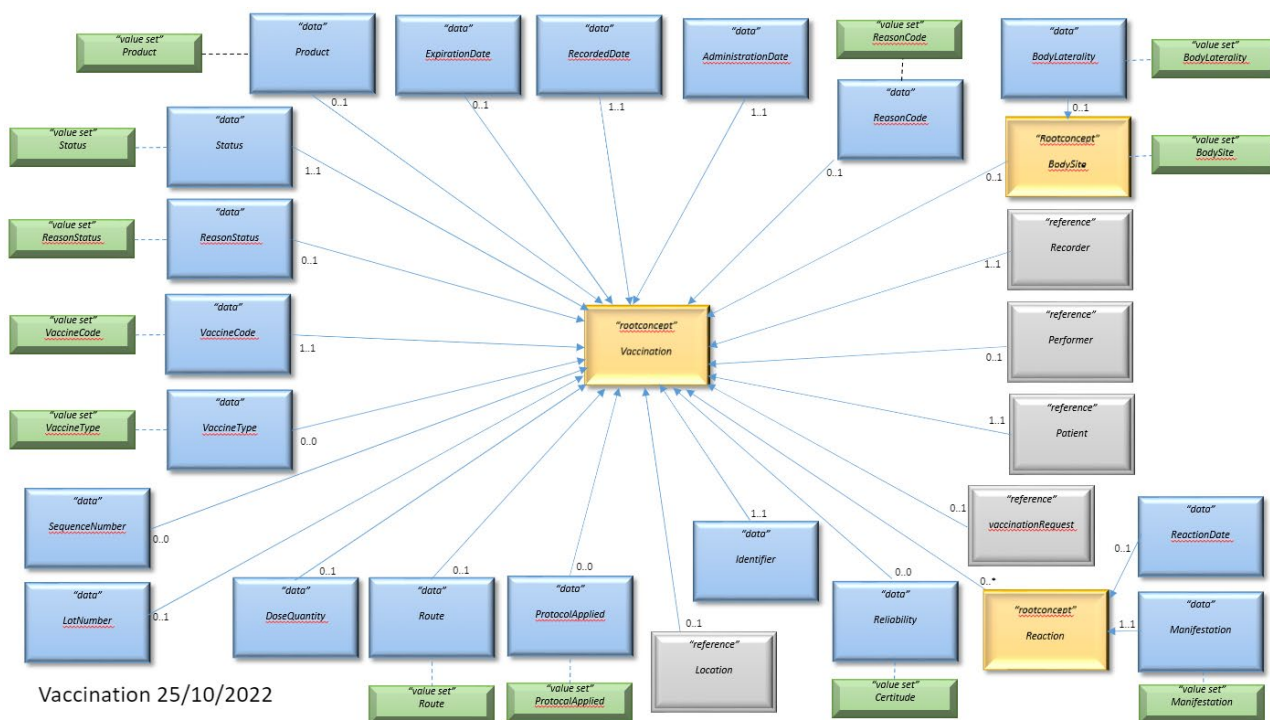 “value set”
Product
“data”
Product
0..1
“data”
ExpirationDate
0..1
“data”
RecordedDate
1..1
“data”
AdministrationDate
1..1
“value set”
ReasonCode
“data”
ReasonCode
0..1
“data”
BodyLaterality
0..1
“value set”
BodyLaterality
“value set”
Status
“data”
Status
1..1
“Rootconcept”
BodySite
0..1
“value set”
BodySite
“value set”
ReasonStatus
“data”
ReasonStatus
0..1
“reference”
Recorder
1..1
“value set”
VaccineCode
“data”
VaccineCode
1..1
“rootconcept”
Vaccination
“reference”
Performer
0..1
“value set”
VaccineType
“data”
VaccineType
0..0
“reference”
Patient
1..1
“data”
SequenceNumber
0..0
“reference”
vaccinationRequest
0..1
“data”
Identifier
1..1
“data”
ReactionDate
0..1
“data”
LotNumber
0..1
“data”
DoseQuantity
0..1
“data”
Route
0..1
“data”
ProtocalApplied
0..0
“reference”
Location
0..1
“data”
Reliability
0..0
“rootconcept”
Reaction
0..*
“data”
Manifestation
1..1
Vaccination 25/10/2022
“value set”
Route
“value set”
ProtocalApplied
“value set”
Certitude
“value set”
Manifestation